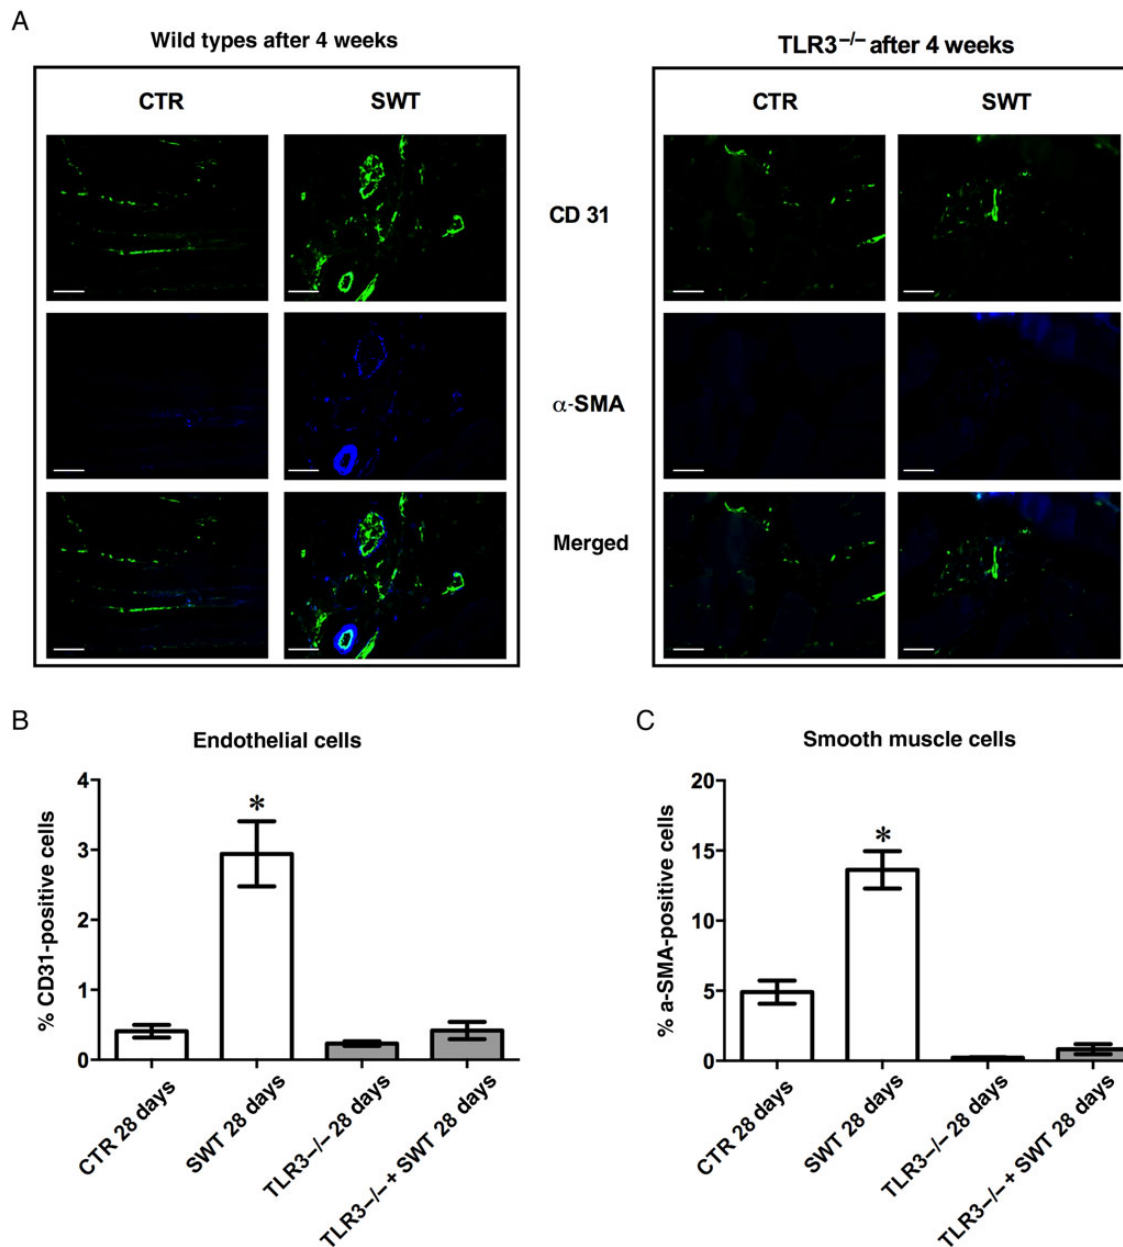 A
Wild types after 4 weeks
TLR3−/− after 4 weeks
CTR
SWT
CTR
SWT
CD 31
α-SMA
Merged
B
Endothelial cells
% CD31-positive cells
4
3
2
1
0
*
CTR 28 days
SWT 28 days
TLR3−/− 28 days
TLR3−/− + SWT 28 days
C
Smooth muscle cells
% a-SMA-positive cells
20
15
10
5
0
*
CTR 28 days
SWT 28 days
TLR3−/− 28 days
TLR3−/− + SWT 28 days